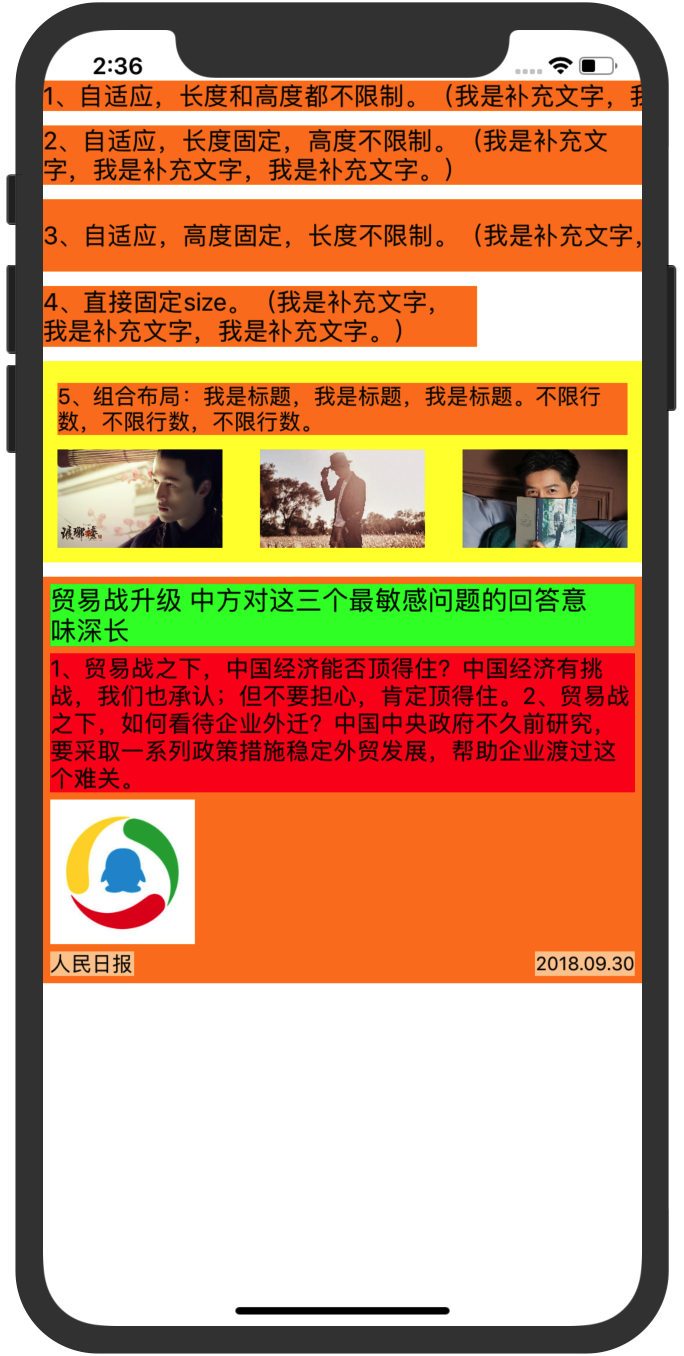 2:36
1、自适应，长度和高度都不限制。（我是补充文字，我
2、自适应，长度固定，高度不限制。（我是补充文
字，我是补充文字，我是补充文字。）
3、自适应，高度固定，长度不限制。（我是补充文字，
4、直接固定size。（我是补充文字，
我是补充文字，我是补充文字。）
5、组合布局：我是标题，我是标题，我是标题。不限行
数，不限行数，不限行数。
琅琊榜
贸易战升级 中方对这三个最敏感问题的回答意
味深长
1、贸易战之下，中国经济能否顶得住？中国经济有挑
战，我们也承认；但不要担心，肯定顶得住。2、贸易战
之下，如何看待企业外迁？中国中央政府不久前研究，
要采取一系列政策措施稳定外贸发展，帮助企业渡过这
个难关。
人民日报
2018.09.30